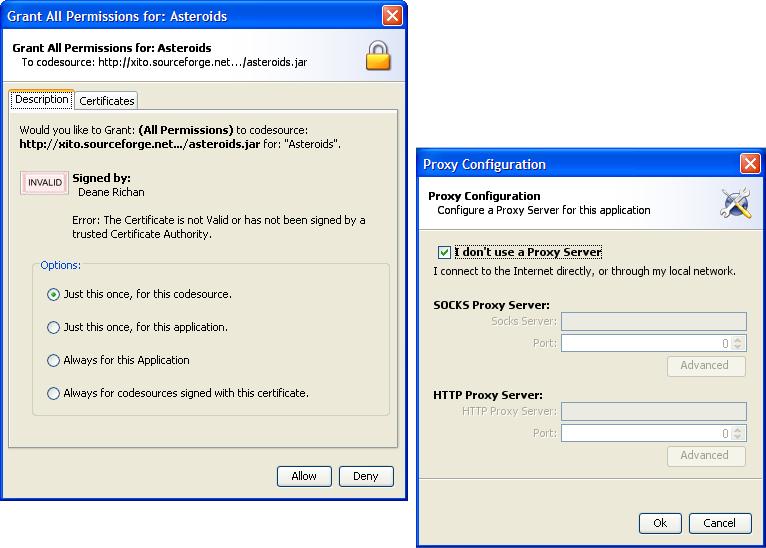 Grant All Permissions for: Asteroids
Grant All Permissions for: Asteroids
To codesource: http://xito.sourceforge.net.../asteroids.jar
Description
Certificates
Would you like to Grant: (All Permissions) to codesource:
http://xito.sourceforge.net.../asteroids.jar for: "Asteroids".
INVALID
Signed by:
Deane Richan
Error: The Certificate is not Valid or has not been signed by a
trusted Certificate Authority.
Options:
Just this once, for this codesource.
Just this once, for this application.
Always for this Application
Always for codesources signed with this certificate.
Allow
Deny
Proxy Configuration
Proxy Configuration
Configure a Proxy Server for this application
I don't use a Proxy Server
I connect to the Internet directly, or through my local network.
SOCKS Proxy Server:
Socks Server:
Port: 0
Advanced
HTTP Proxy Server:
HTTP Proxy Server:
Port: 0
Advanced
Ok
Cancel